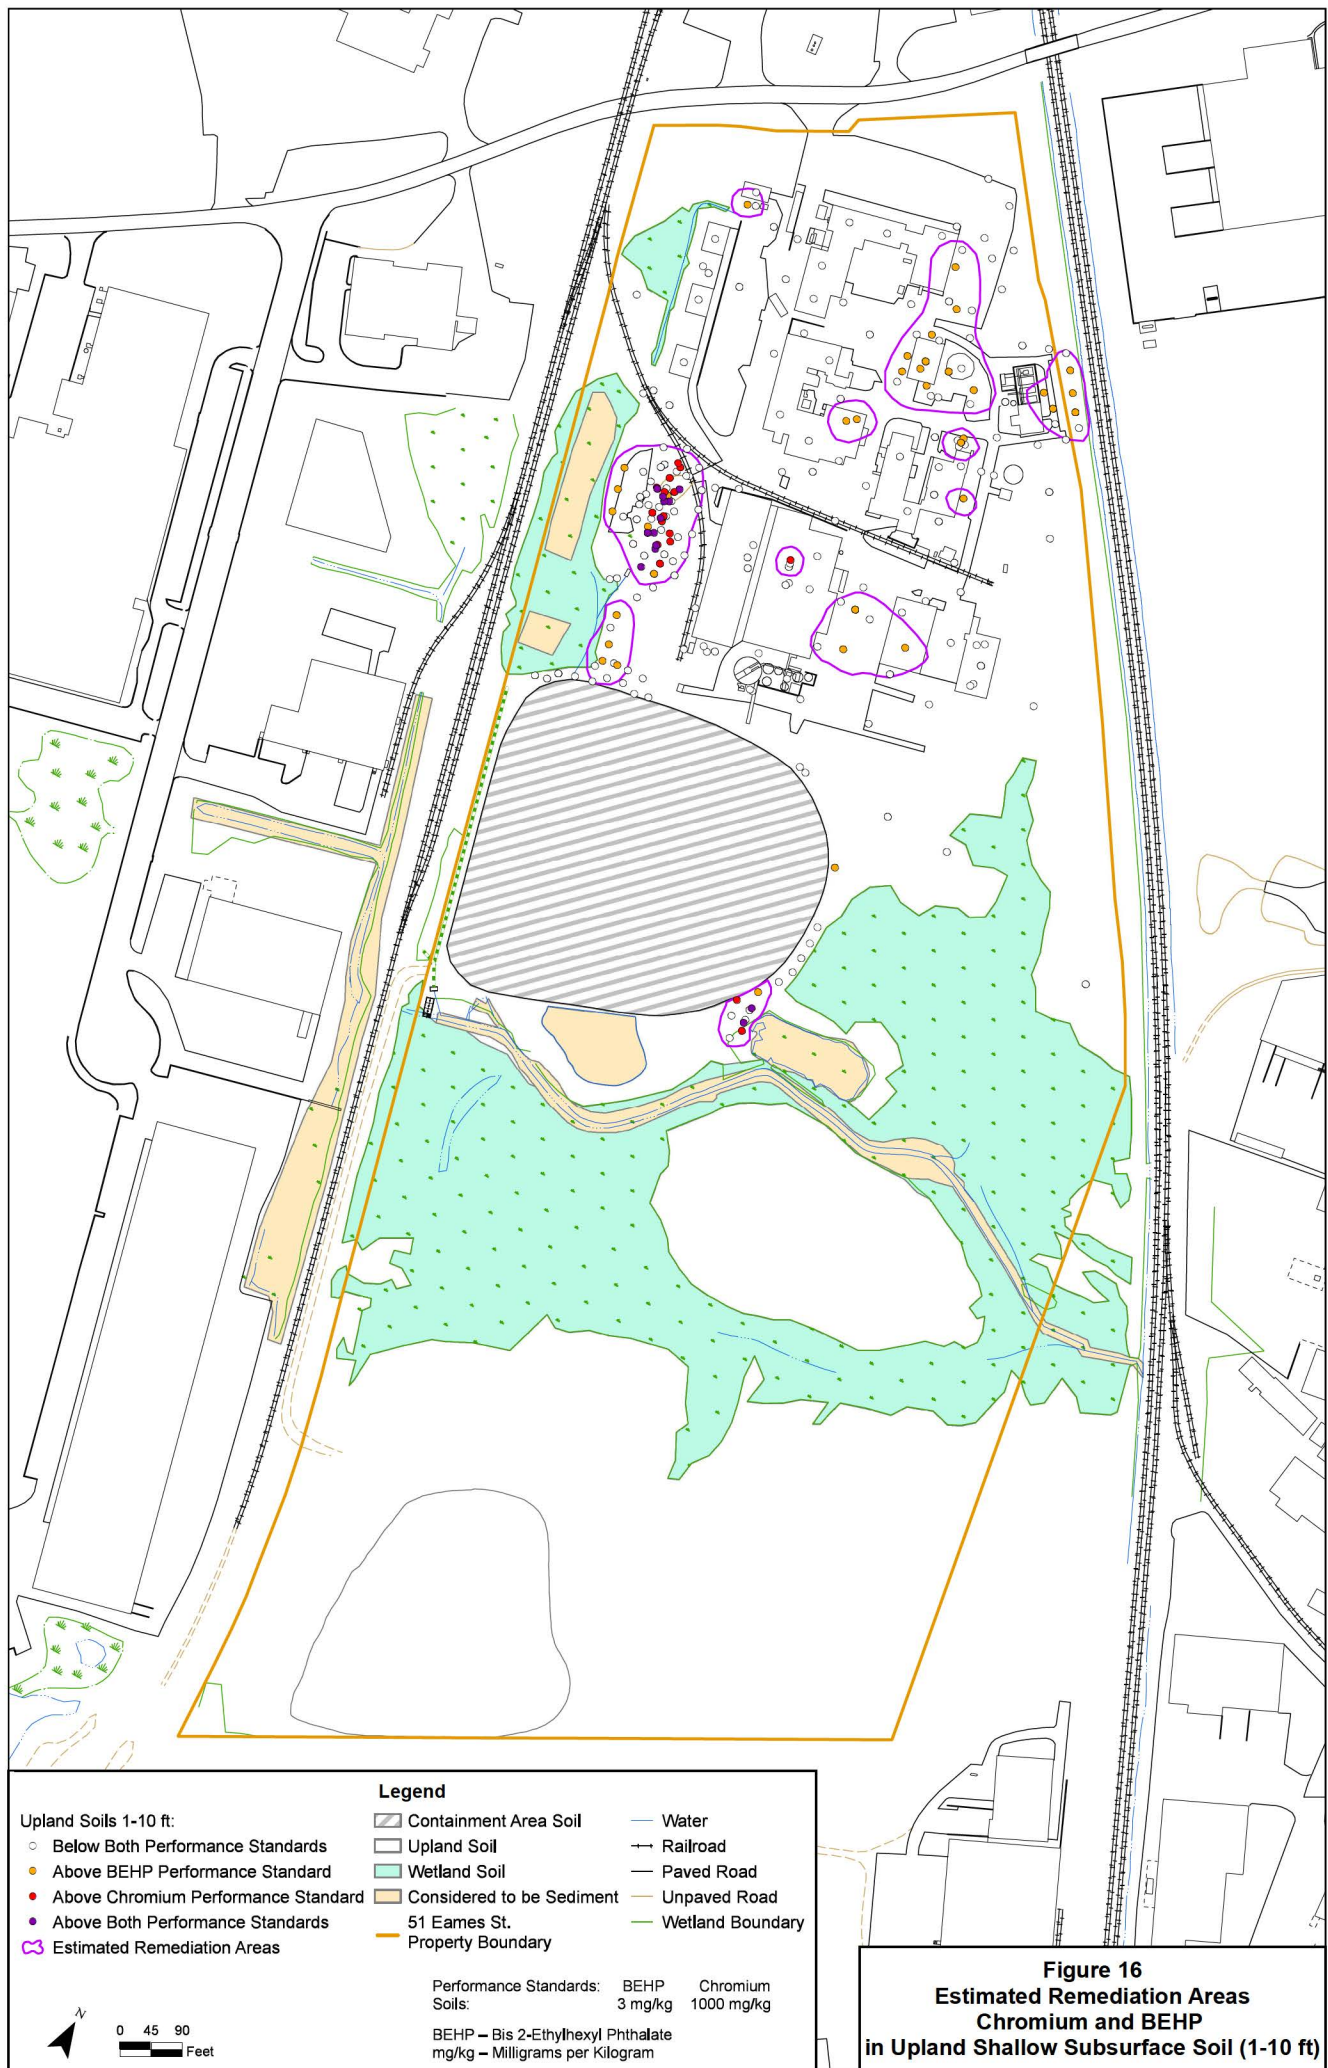 Legend
Upland Soils 1-10 ft:
Below Both Performance Standards
Above BEHP Performance Standard
Above Chromium Performance Standard
Above Both Performance Standards
Estimated Remediation Areas
Containment Area Soil
Upland Soil
Wetland Soil
Considered to be Sediment
51 Eames St.
Property Boundary
Water
Railroad
Paved Road
Unpaved Road
Wetland Boundary
Performance Standards: BEHP Chromium
Soils: 3 mg/kg 1000 mg/kg
BEHP – Bis 2-Ethylhexyl Phthalate
mg/kg – Milligrams per Kilogram
N
0 45 90
Feet
Figure 16
Estimated Remediation Areas
Chromium and BEHP
in Upland Shallow Subsurface Soil (1-10 ft)